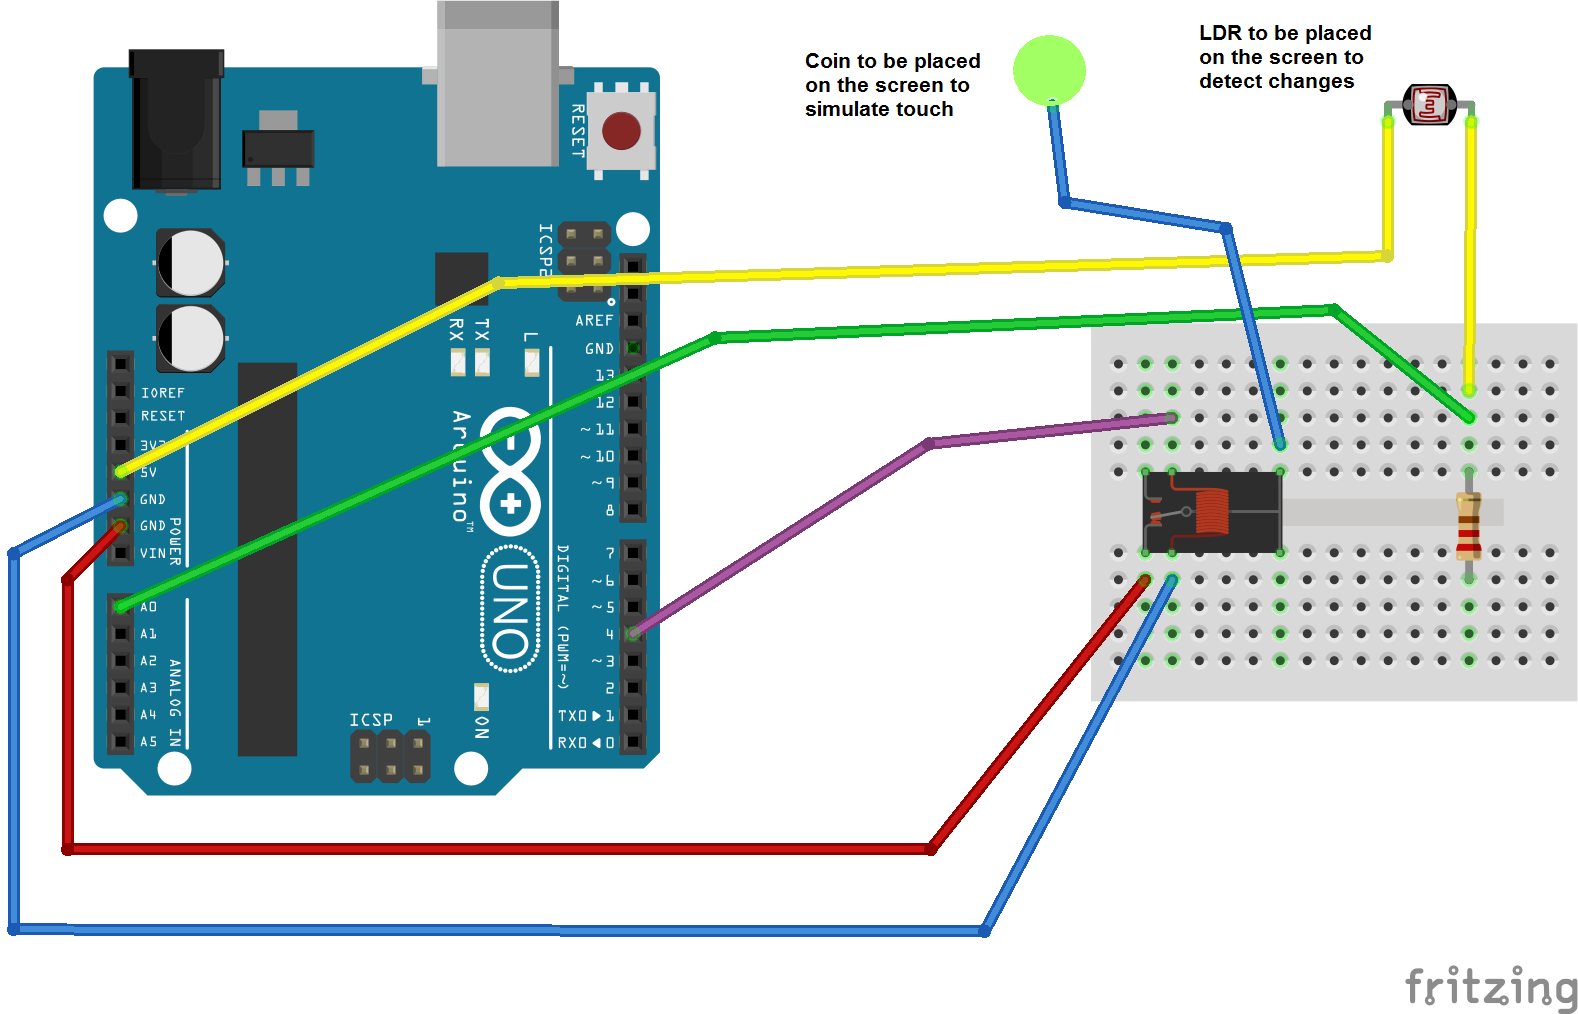 Coin to be placed
on the screen to
simulate touch
LDR to be placed
on the screen to
detect changes
RESET
ICSP2
AREF
GND
13
12
~11
~10
~9
8
7
~6
~5
4
~3
2
TX0▶1
RX0◀0
DIGITAL (PWM=~)
RX
TX
L
Arduino™
UNO
IOREF
RESET
3V3
5V
GND
GND
VIN
POWER
A0
A1
A2
A3
A4
A5
ANALOG IN
ICSP
1
ON
fritzing